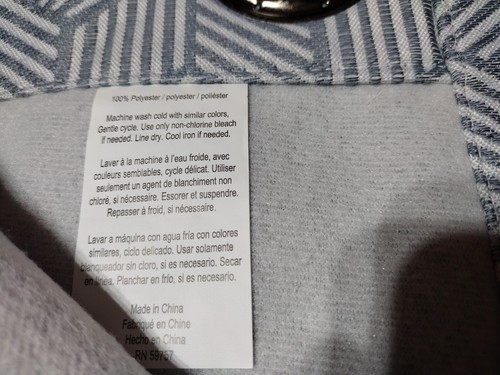 100% Polyester / polyester / poliéster
Machine wash cold with similar colors,
Gentle cycle. Use only non-chlorine bleach
if needed. Line dry. Cool iron if needed.
Laver à la machine à l'eau froide, avec
couleurs semblables, cycle délicat. Utiliser
seulement un agent de blanchiment non
chloré, si nécessaire. Essorer et suspendre.
Repasser à froid, si nécessaire.
Lavar a máquina con agua fría con colores
similares, ciclo delicado. Usar solamente
blanqueador sin cloro, si es necesario. Secar
en línea. Planchar en frío, si es necesario.
Made in China
Fabriqué en China
Hecho en China
RN 59767